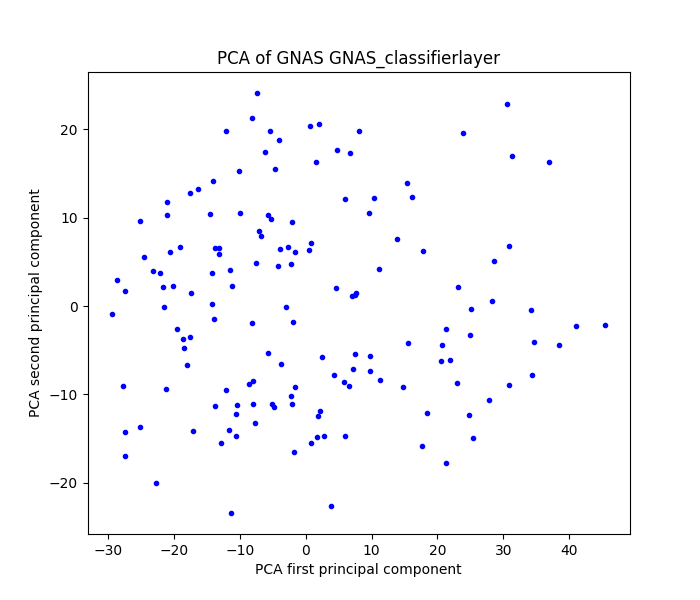 PCA of GNAS GNAS_classifierlayer
20
10
0
−10
−20
PCA second principal component
−30 −20 −10 0 10 20 30 40
PCA first principal component